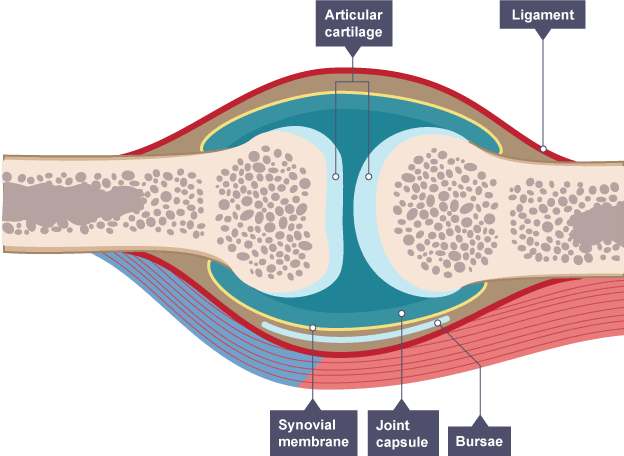 Articular
cartilage
Ligament
Synovial
membrane
Joint
capsule
Bursae